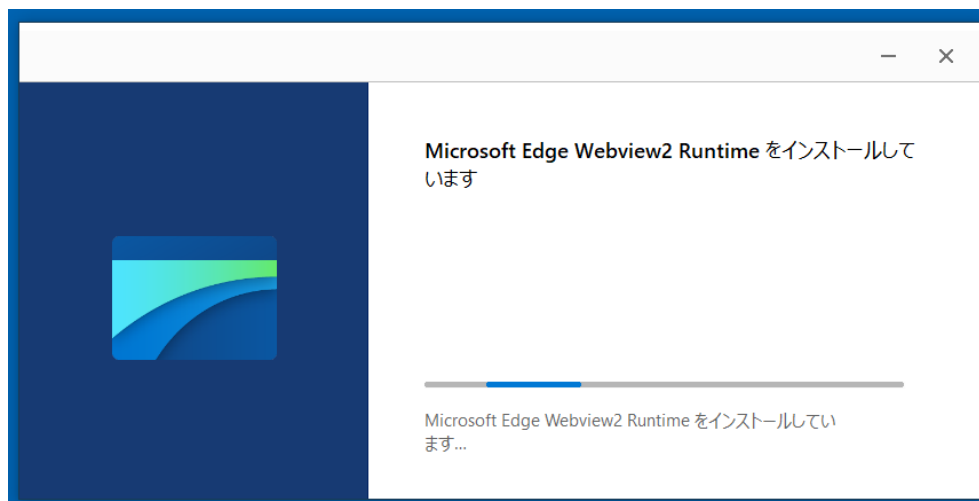 Microsoft Edge Webview2 Runtime をインストールして
います
Microsoft Edge Webview2 Runtime をインストールしてい
ます...